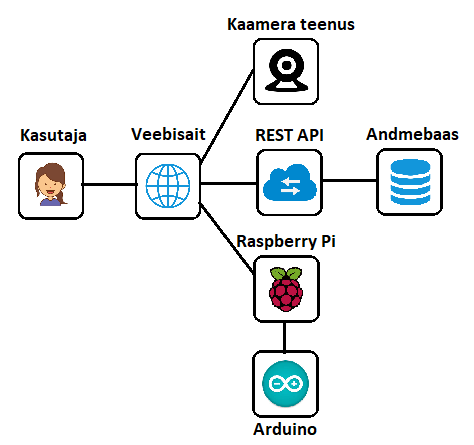 Kaamera teenus
Kasutaja
Veebisait
REST API
Andmebaas
Raspberry Pi
Arduino